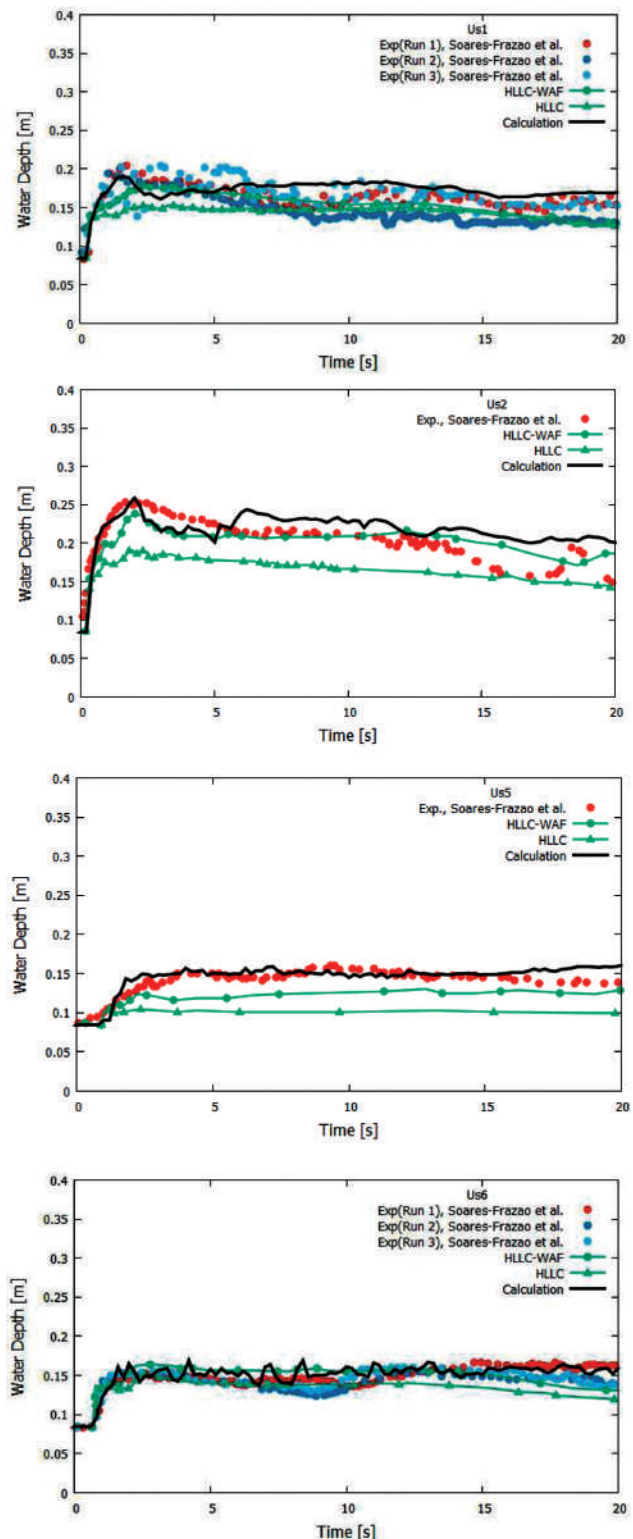 Us1
Exp(Run 1), Soares-Frazao et al.
Exp(Run 2), Soares-Frazao et al.
Exp(Run 3), Soares-Frazao et al.
HLLC-WAF
HLLC
Calculation
Water Depth [m]
0.4
0.35
0.3
0.25
0.2
0.15
0.1
0.05
0
0 5 10 15 20
Time [s]
Us2
Exp., Soares-Frazao et al.
HLLC-WAF
HLLC
Calculation
Water Depth [m]
0.4
0.35
0.3
0.25
0.2
0.15
0.1
0.05
0
0 5 10 15 20
Time [s]
Us5
Exp., Soares-Frazao et al.
HLLC-WAF
HLLC
Calculation
Water Depth [m]
0.4
0.35
0.3
0.25
0.2
0.15
0.1
0.05
0
0 5 10 15 20
Time [s]
Us6
Exp(Run 1), Soares-Frazao et al.
Exp(Run 2), Soares-Frazao et al.
Exp(Run 3), Soares-Frazao et al.
HLLC-WAF
HLLC
Calculation
Water Depth [m]
0.4
0.35
0.3
0.25
0.2
0.15
0.1
0.05
0
0 5 10 15 20
Time [s]